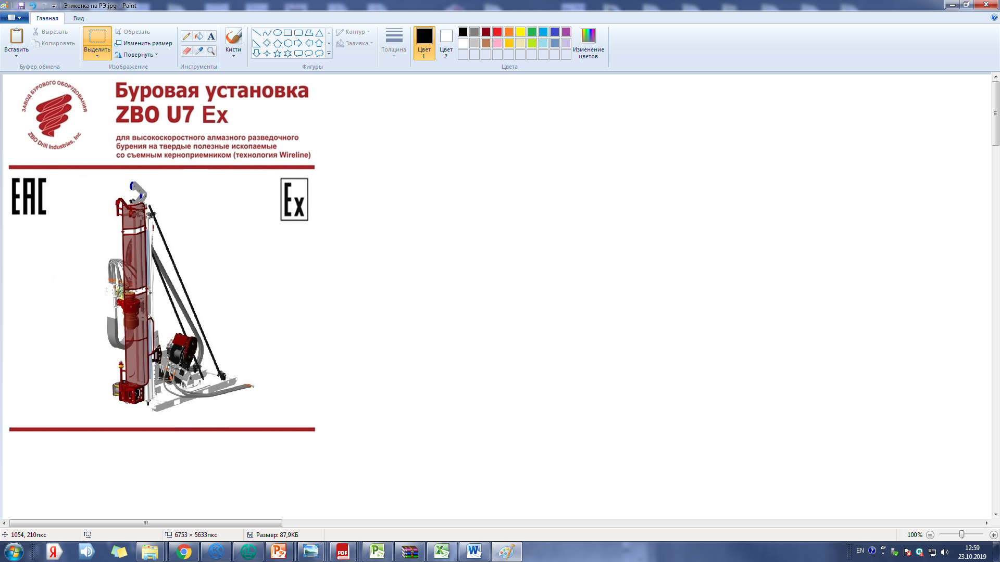 Этикетка на РЭ.jpg - Paint
Главная
Вид
Вставить
Вырезать
Копировать
Буфер обмена
Выделить
Обрезать
Изменить размер
Повернуть
Изображение
A
Инструменты
Кисти
Фигуры
Контур
Заливка
Толщина
Цвет
1
Цвет
2
Изменение
цветов
Цвета
ЗАВОД БУРОВОГО ОБОРУДОВАНИЯ
ZBO Drill Industries, Inc
Буровая установка
ZBO U7 Ex
для высокоскоростного алмазного разведочного
бурения на твердые полезные ископаемые
со съемным керноприемником (технология Wireline)
EAC
Ex
1054, 210пкс
6753 × 5633пкс
Размер: 87,9КБ
100%
Я
PDF
EN
12:59
23.10.2019